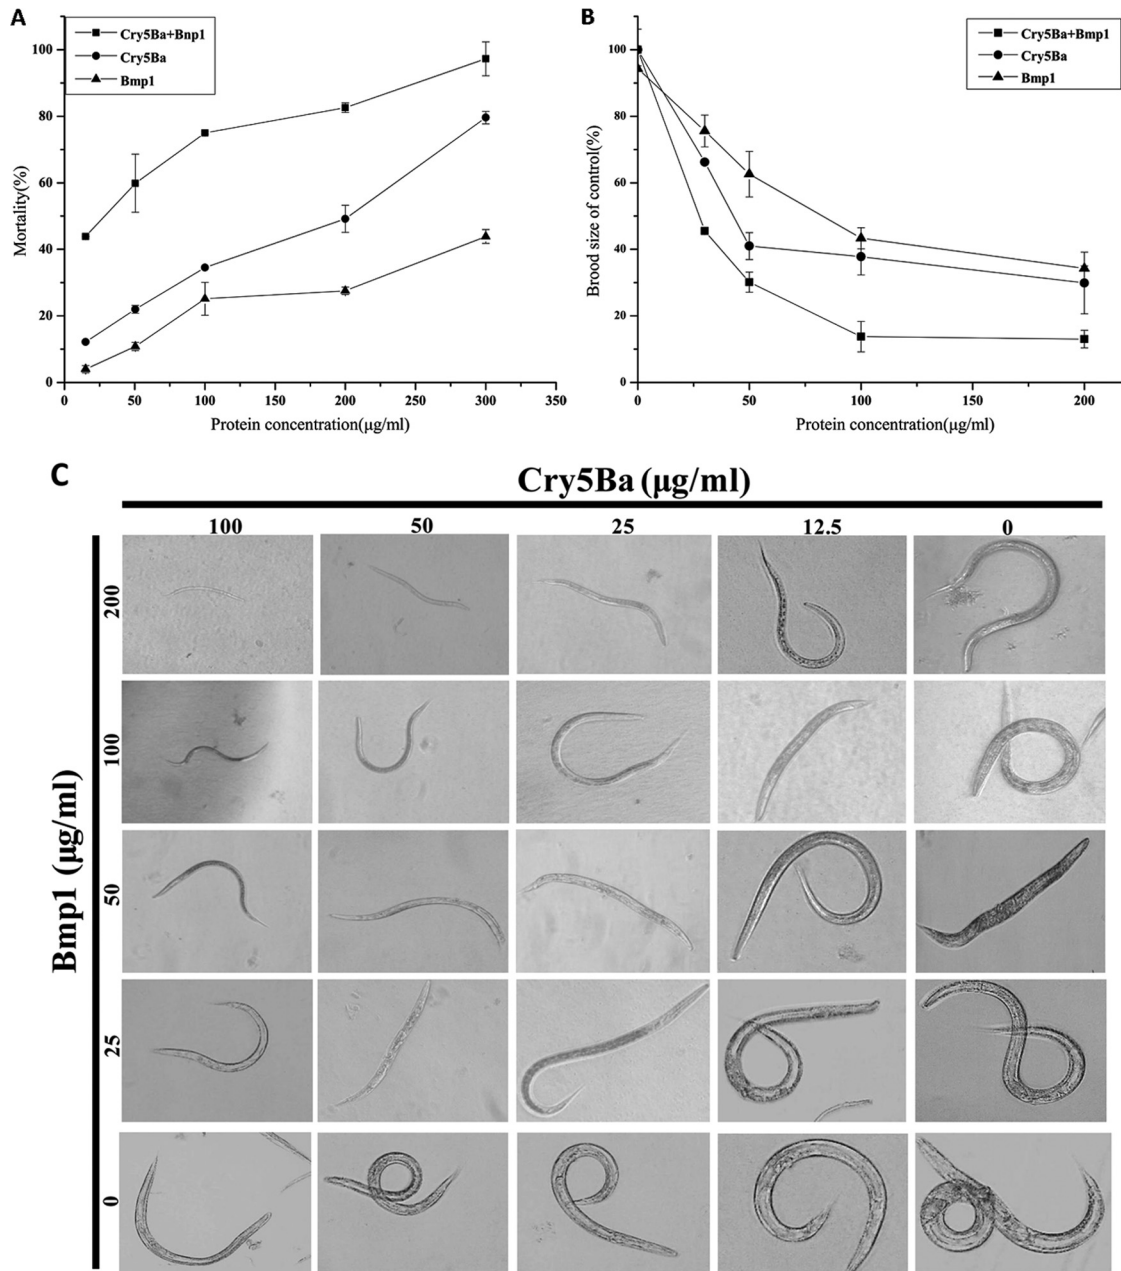 A
Cry5Ba+Bnp1
Cry5Ba
Bmp1
Mortality(%)
100
80
60
40
20
0
0 50 100 150 200 250 300 350
Protein concentration(µg/ml)
B
Cry5Ba+Bmp1
Cry5Ba
Bmp1
Brood size of control(%)
100
80
60
40
20
0
0 50 100 150 200
Protein concentration(µg/ml)
C
Cry5Ba (µg/ml)
100 50 25 12.5 0
Bmp1 (µg/ml)
200
100
50
25
0